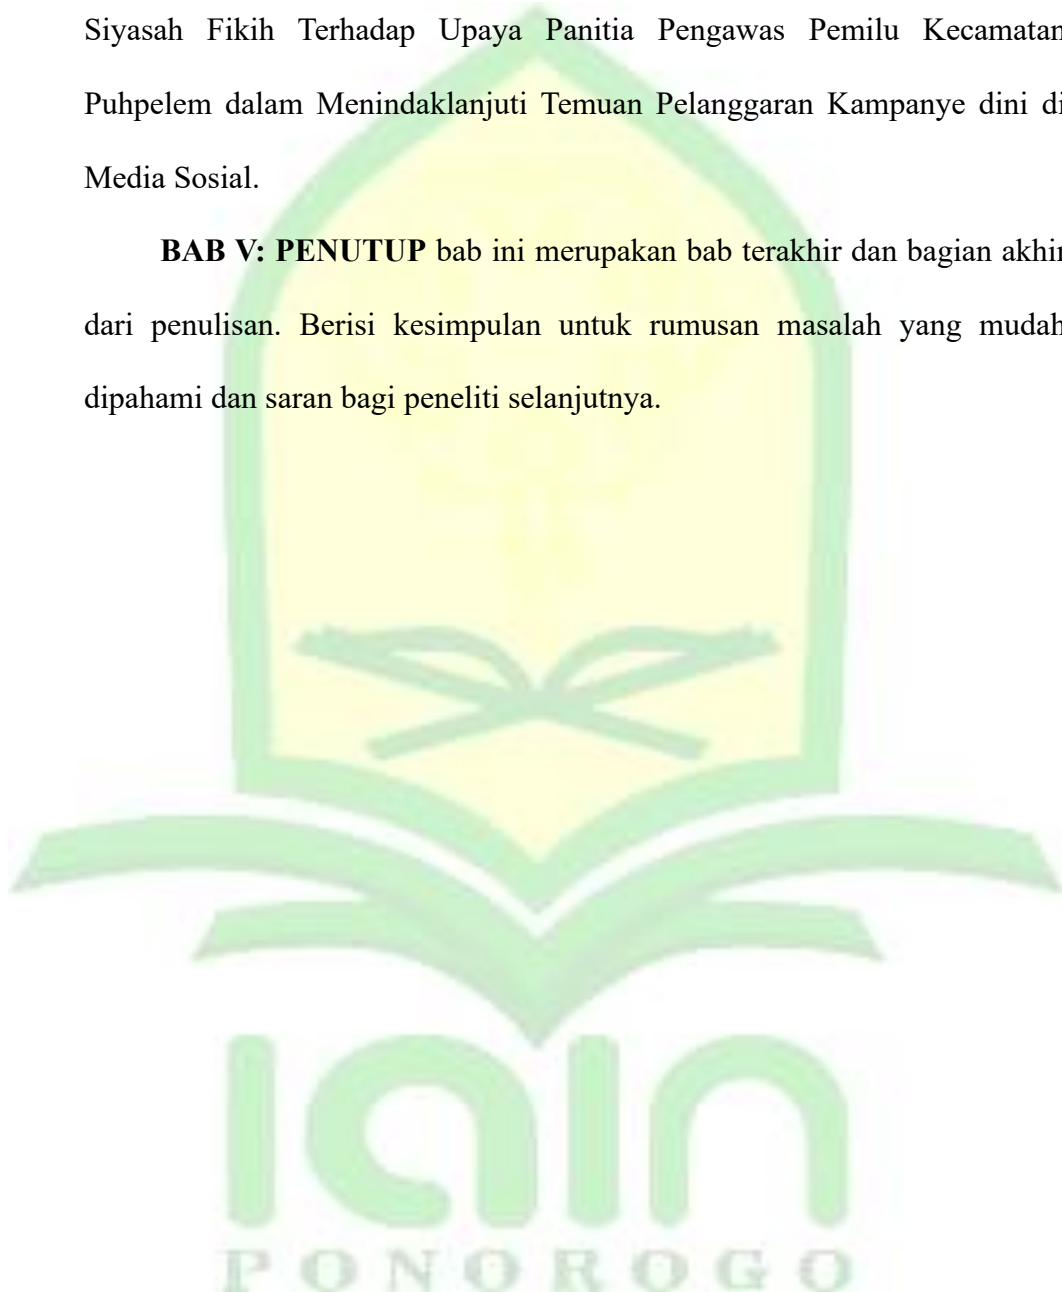 Siyasah Fikih Terhadap Upaya Panitia Pengawas Pemilu Kecamatan
Puhpelem dalam Menindaklanjuti Temuan Pelanggaran Kampanye dini di
Media Sosial.
BAB V: PENUTUP bab ini merupakan bab terakhir dan bagian akhir
dari penulisan. Berisi kesimpulan untuk rumusan masalah yang mudah
dipahami dan saran bagi peneliti selanjutnya.
iain
PONOROGO